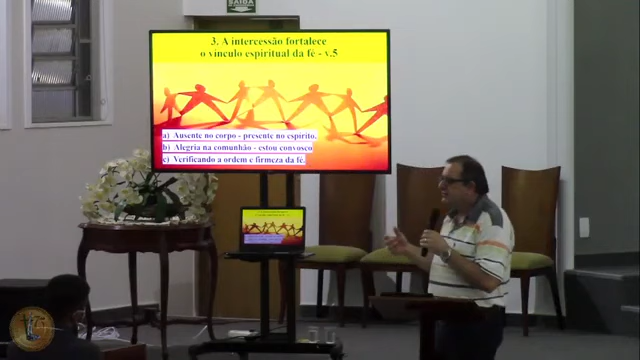 SAÍDA
3. A intercessão fortalece
o vínculo espiritual da fé - v.5
a) Ausente no corpo - presente no espírito.
b) Alegria na comunhão - estou convosco
c) Verificando a ordem e firmeza da fé.